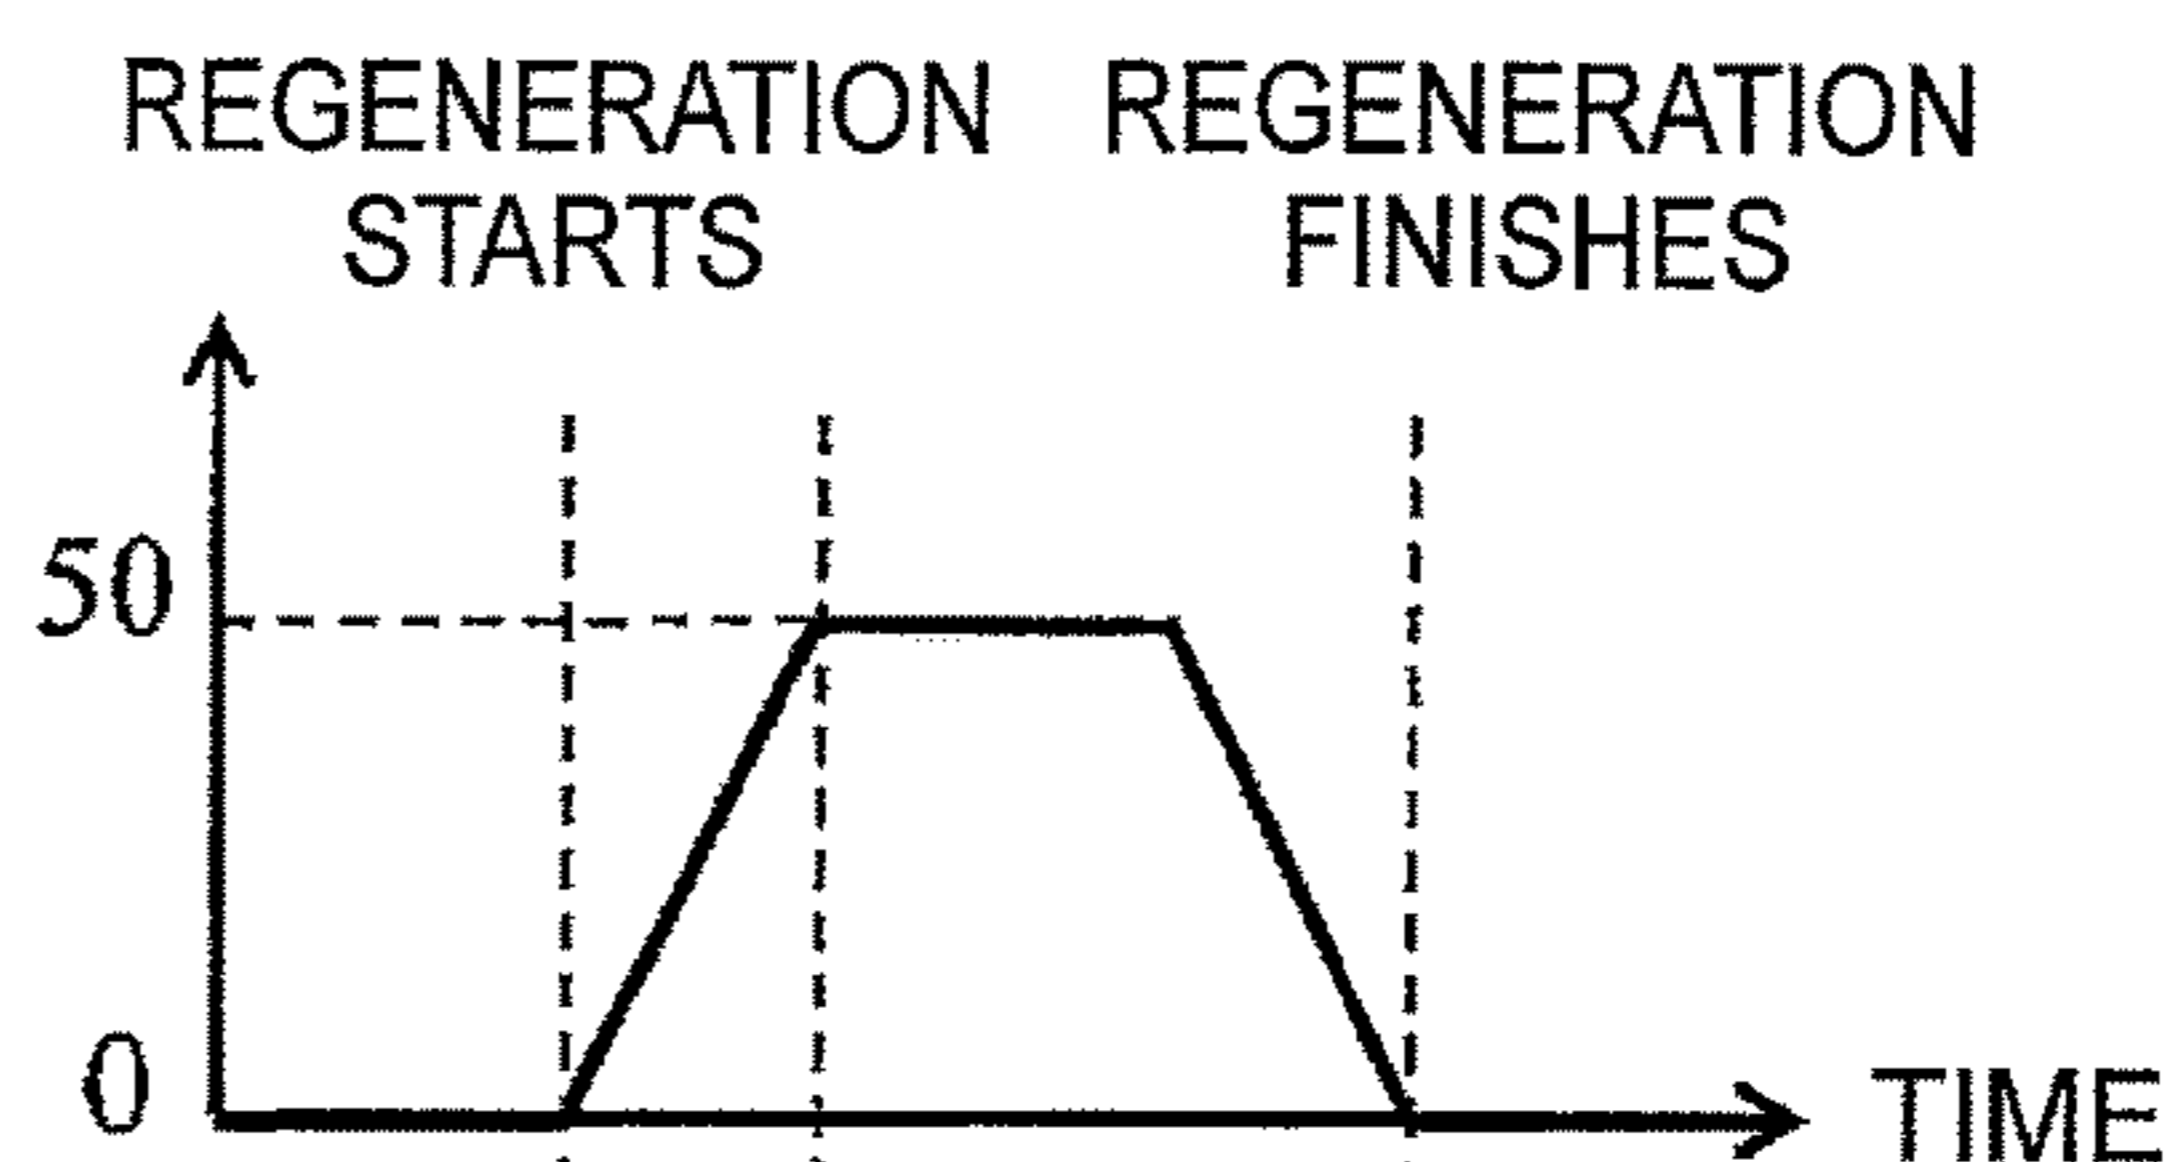 REGENERATION REGENERATION
STARTS FINISHES
50
0
TIME